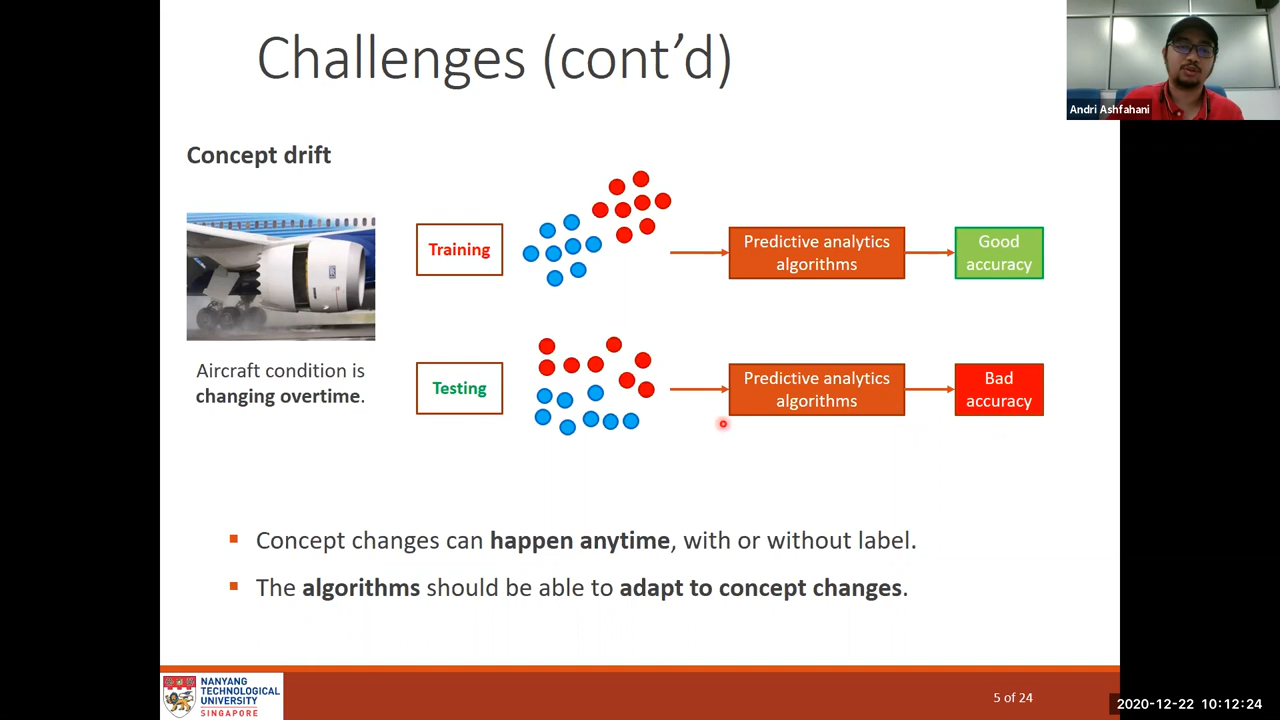 Challenges (cont’d)
Andri Ashfahani
Concept drift
Training
Predictive analytics
algorithms
Good
accuracy
Aircraft condition is
changing overtime.
Testing
Predictive analytics
algorithms
Bad
accuracy
Concept changes can happen anytime, with or without label.
The algorithms should be able to adapt to concept changes.
NANYANG
TECHNOLOGICAL
UNIVERSITY
SINGAPORE
5 of 24
2020-12-22 10:12:24